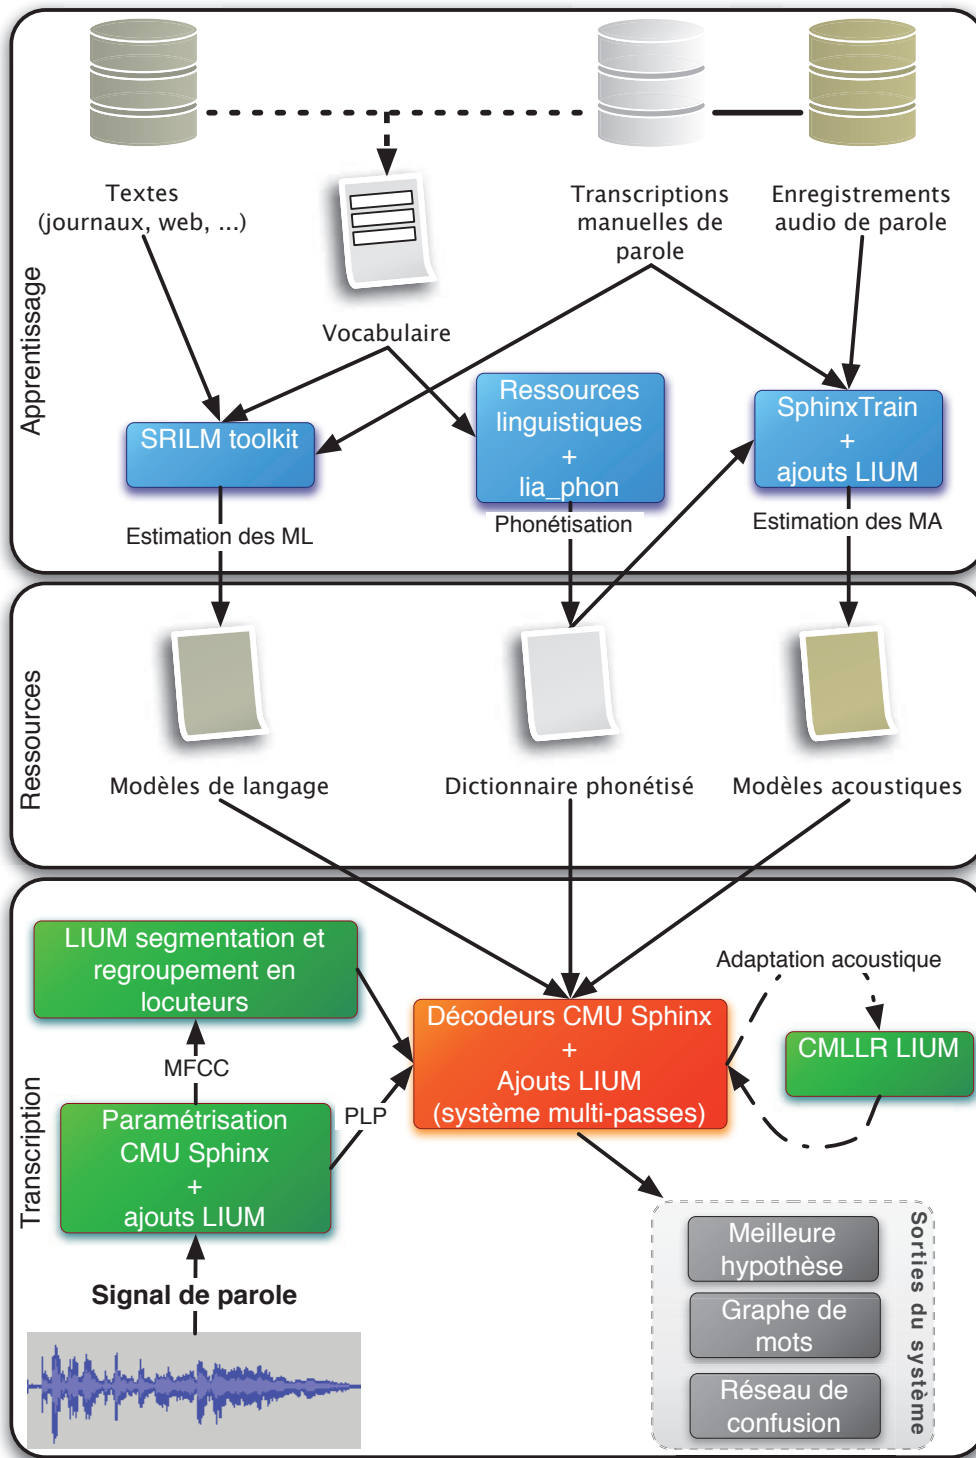 Apprentissage
Textes
(journaux, web, ...)
Transcriptions
manuelles de
parole
Enregistrements
audio de parole
Vocabulaire
SRILM toolkit
Ressources
linguistiques
+
lia_phon
SphinxTrain
+
ajouts LIUM
Estimation des ML
Phonétisation
Estimation des MA
Ressources
Modèles de langage
Dictionnaire phonétisé
Modèles acoustiques
Transcription
LIUM segmentation et
regroupement en
locuteurs
MFCC
Paramétrisation
CMU Sphinx
+
ajouts LIUM
PLP
Signal de parole
Décodeurs CMU Sphinx
+
Ajouts LIUM
(système multi-passes)
Adaptation acoustique
CMLLR LIUM
Sorties du système
Meilleure
hypothèse
Graphe de
mots
Réseau de
confusion